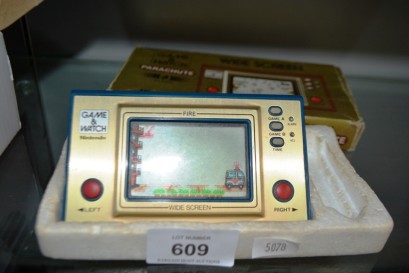 WIDE SCREEN
PARACHUTE
GAME & WATCH
Nintendo
FIRE
GAME A
GAME B
TIME
◄LEFT
WIDE SCREEN
RIGHT►
LOT NUMBER
609
5078